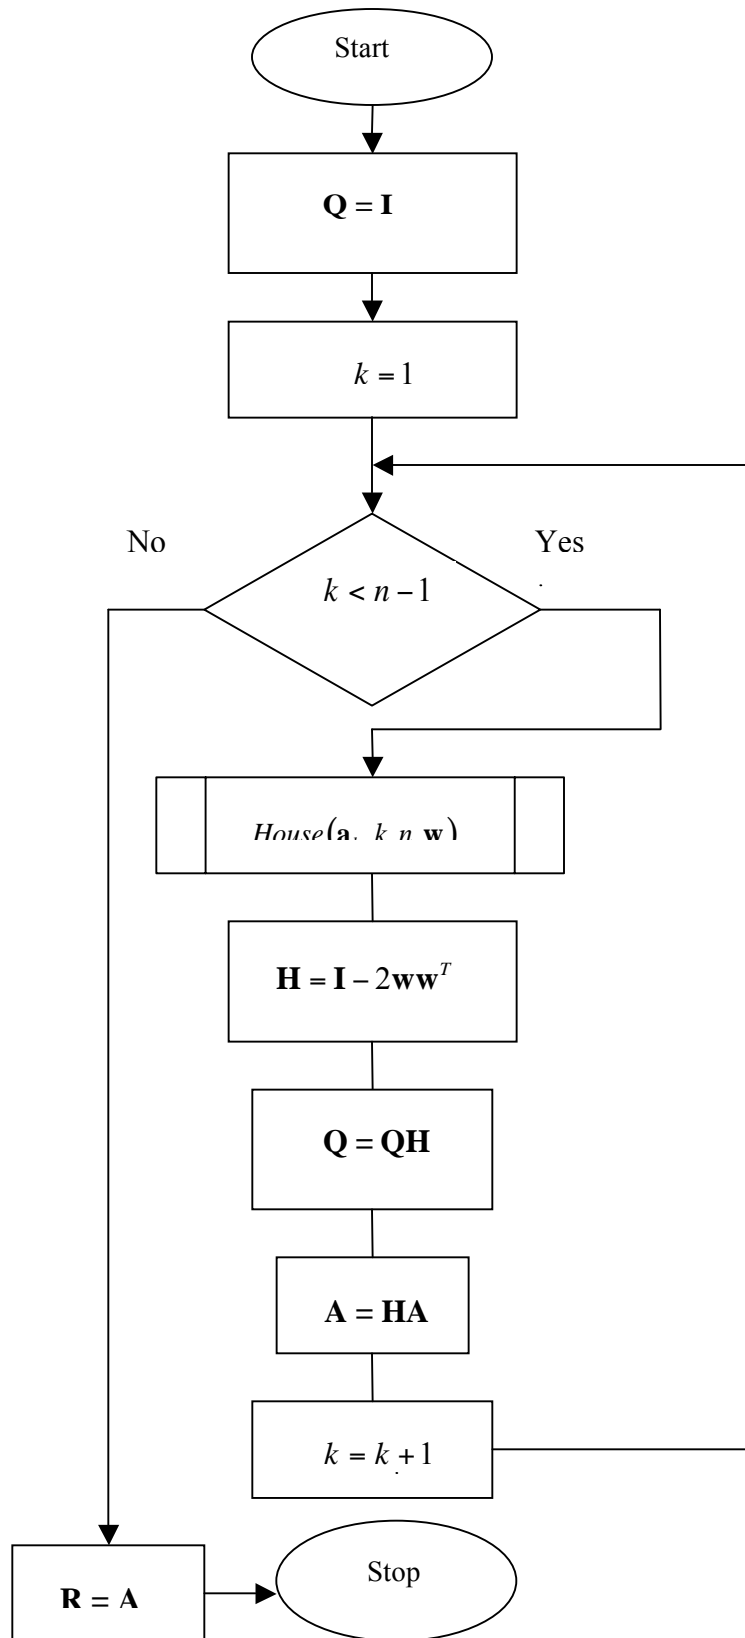 Start
Q = I
k = 1
No
Yes
k < n − 1
House(a, k n w)
H = I − 2ww^T
Q = QH
A = HA
k = k + 1
R = A
Stop